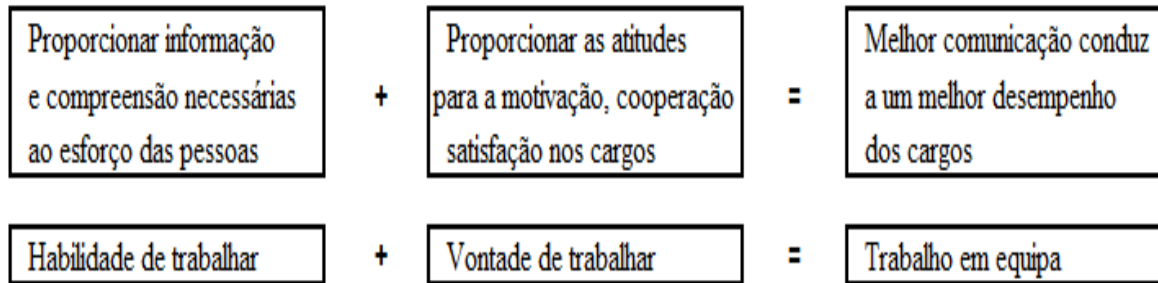 Proporcionar informação
e compreensão necessárias
ao esforço das pessoas
+
Proporcionar as atitudes
para a motivação, cooperação
satisfação nos cargos
=
Melhor comunicação conduz
a um melhor desempenho
dos cargos
Habilidade de trabalhar
+
Vontade de trabalhar
=
Trabalho em equipa